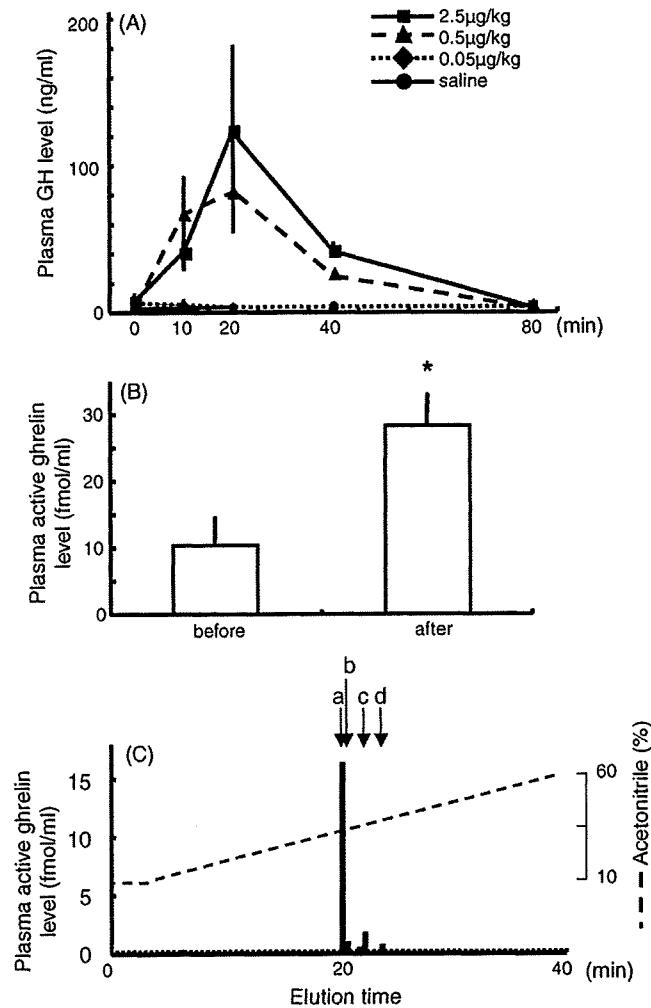 (A)
2.5µg/kg
0.5µg/kg
0.05µg/kg
saline
Plasma GH level (ng/ml)
200
100
0
0 10 20 40 80 (min)
(B)
*
Plasma active ghrelin
level (fmol/ml)
30
20
10
0
before after
b
a c d
(C)
Plasma active ghrelin
level (fmol/ml)
15
10
5
0
60
10
Acetonitrile (%)
0 20 40 (min)
Elution time